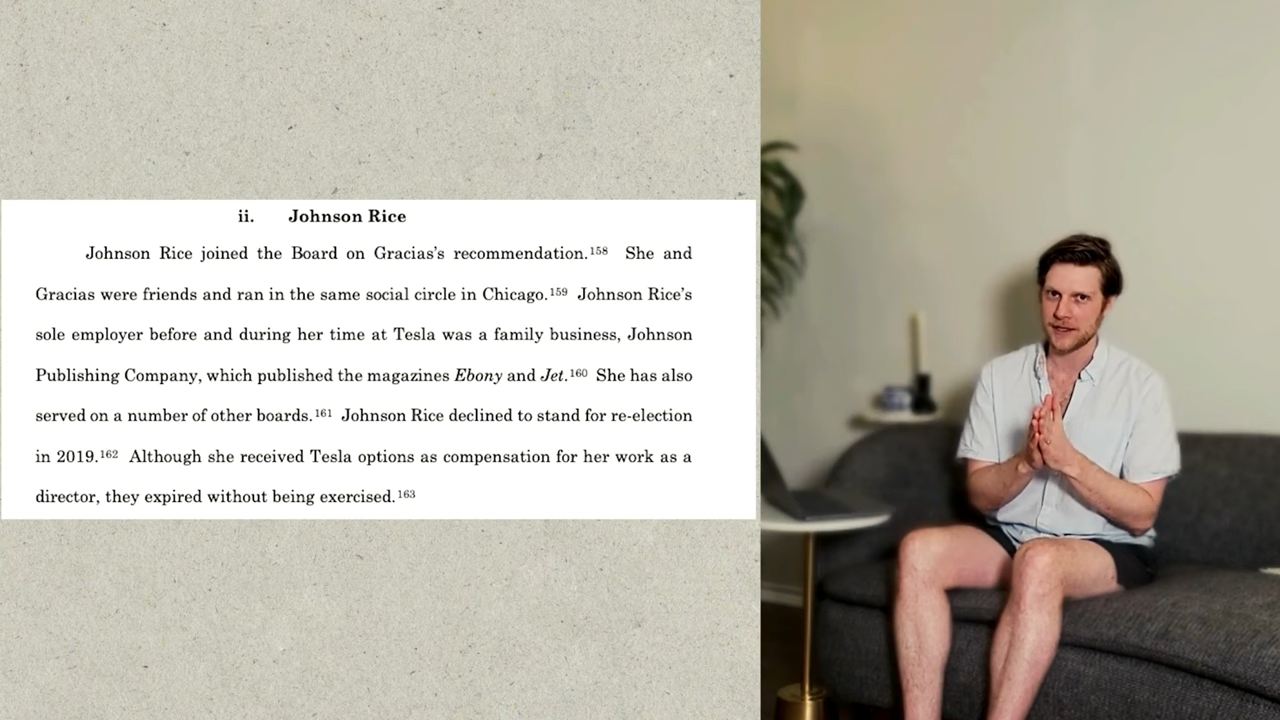 ii. Johnson Rice
Johnson Rice joined the Board on Gracias's recommendation.158 She and
Gracias were friends and ran in the same social circle in Chicago.159 Johnson Rice's
sole employer before and during her time at Tesla was a family business, Johnson
Publishing Company, which published the magazines Ebony and Jet.160 She has also
served on a number of other boards.161 Johnson Rice declined to stand for re-election
in 2019.162 Although she received Tesla options as compensation for her work as a
director, they expired without being exercised.163